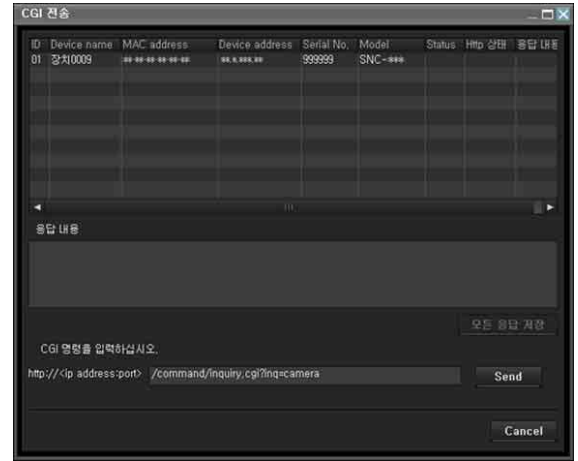 CGI 전송
ID Device name MAC address Device address Serial No. Model Status Http 상태 응답 내용
01 장치0009 **-**-**-**-**-** **.*.***.** 999999 SNC-***
응답 내용
모든 응답 저장
CGI 명령을 입력하십시오.
http://<ip address:port> /command/inquiry.cgi?inq=camera Send
Cancel